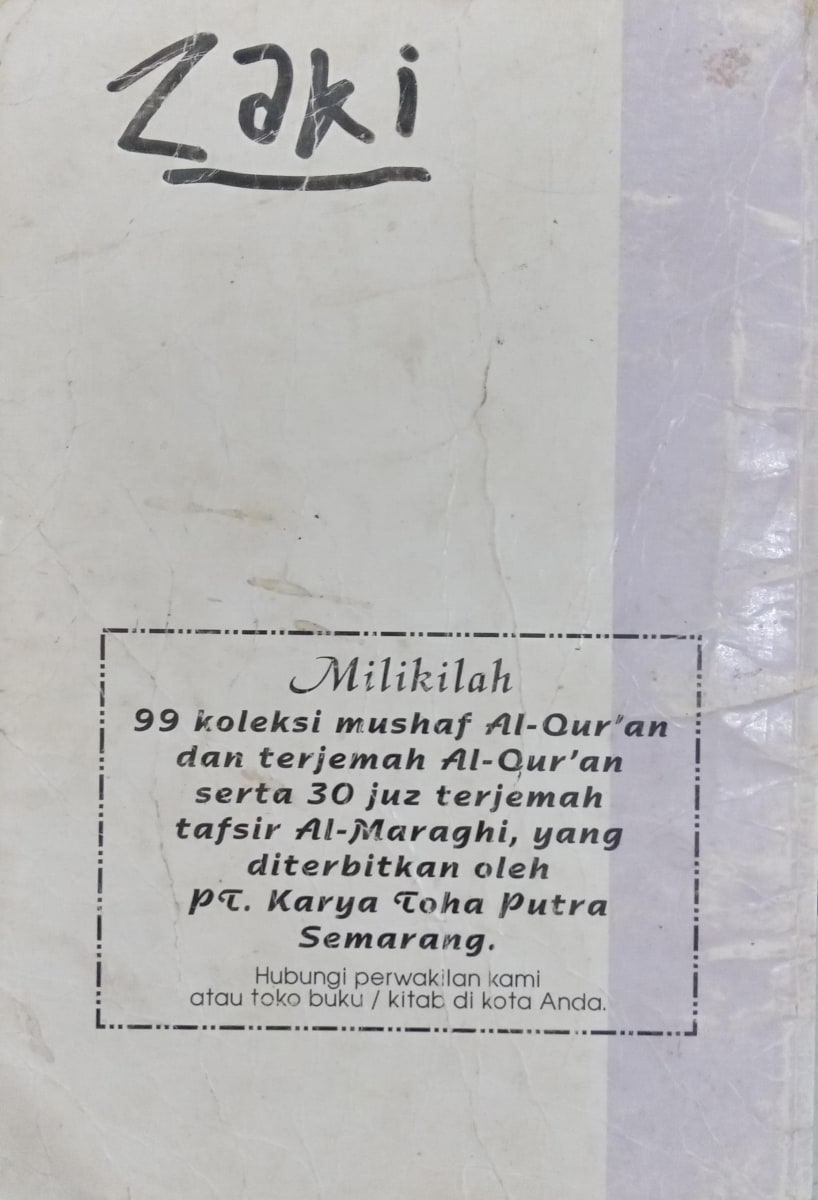 Zaki
Milikilah
99 koleksi mushaf Al-Qur'an
dan terjemah Al-Qur'an
serta 30 juz terjemah
tafsir Al-Maraghi, yang
diterbitkan oleh
PT. Karya Toha Putra
Semarang.
Hubungi perwakilan kami
atau toko buku / kitab di kota Anda.